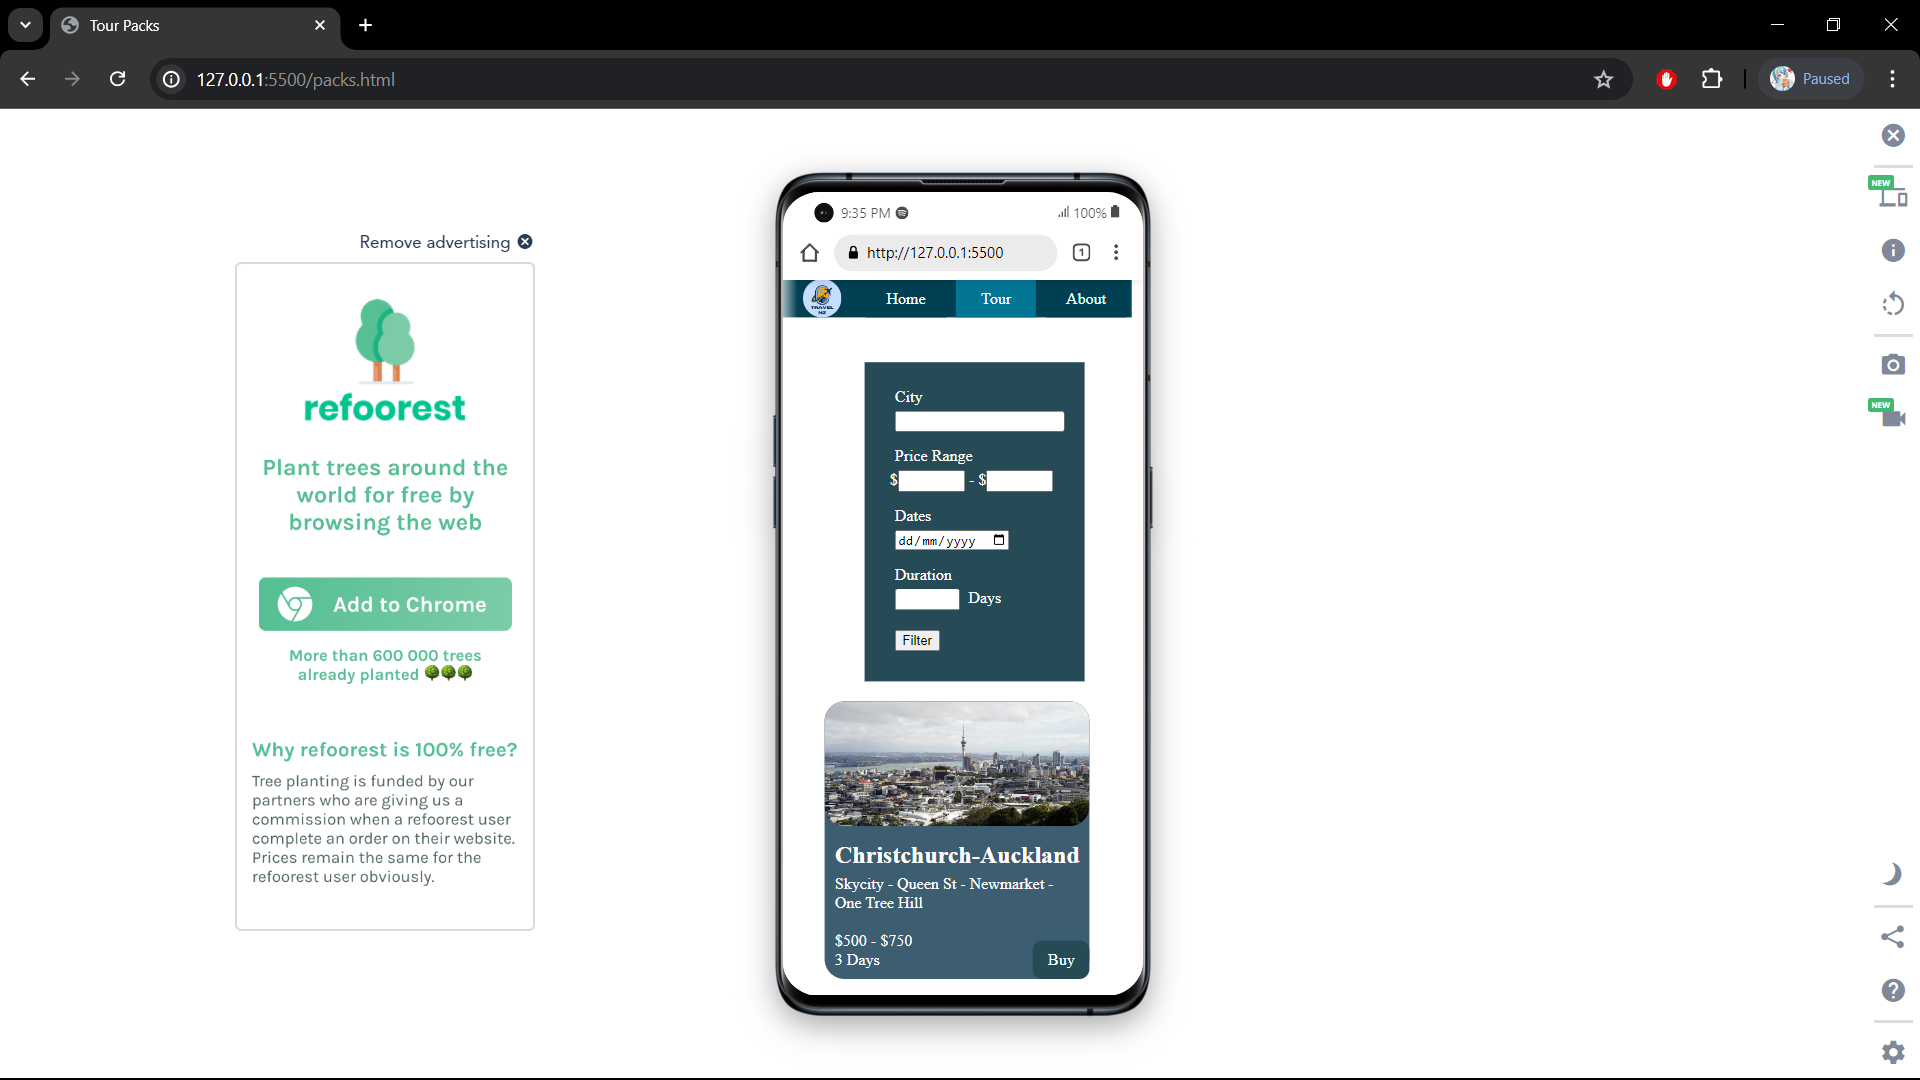 Tour Packs
127.0.0.1:5500/packs.html
Paused
Remove advertising
refoorest
Plant trees around the
world for free by
browsing the web
Add to Chrome
More than 600 000 trees
already planted
Why refoorest is 100% free?
Tree planting is funded by our
partners who are giving us a
commission when a refoorest user
complete an order on their website.
Prices remain the same for the
refoorest user obviously.
9:35 PM
100%
http://127.0.0.1:5500
1
TRAVEL
NZ
Home
Tour
About
City
Price Range
$ - $
Dates
dd/mm/yyyy
Duration
Days
Filter
Christchurch-Auckland
Skycity - Queen St - Newmarket -
One Tree Hill
$500 - $750
3 Days
Buy
NEW
NEW